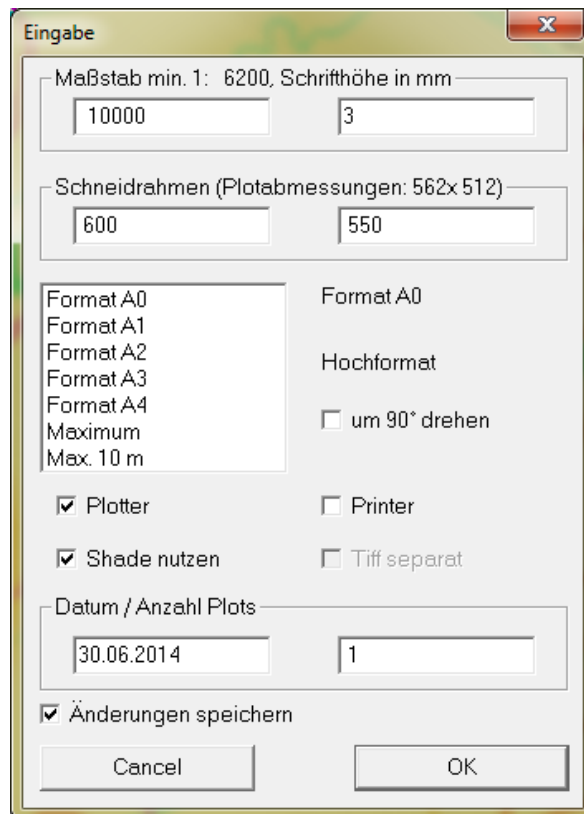 Eingabe
Maßstab min. 1: 6200, Schrifthöhe in mm
10000 3
Schneidrahmen (Plotabmessungen: 562x 512)
600 550
Format A0 Format A0
Format A1
Format A2 Hochformat
Format A3
Format A4 um 90° drehen
Maximum
Max. 10 m
Plotter Printer
Shade nutzen Tiff separat
Datum / Anzahl Plots
30.06.2014 1
Änderungen speichern
Cancel OK